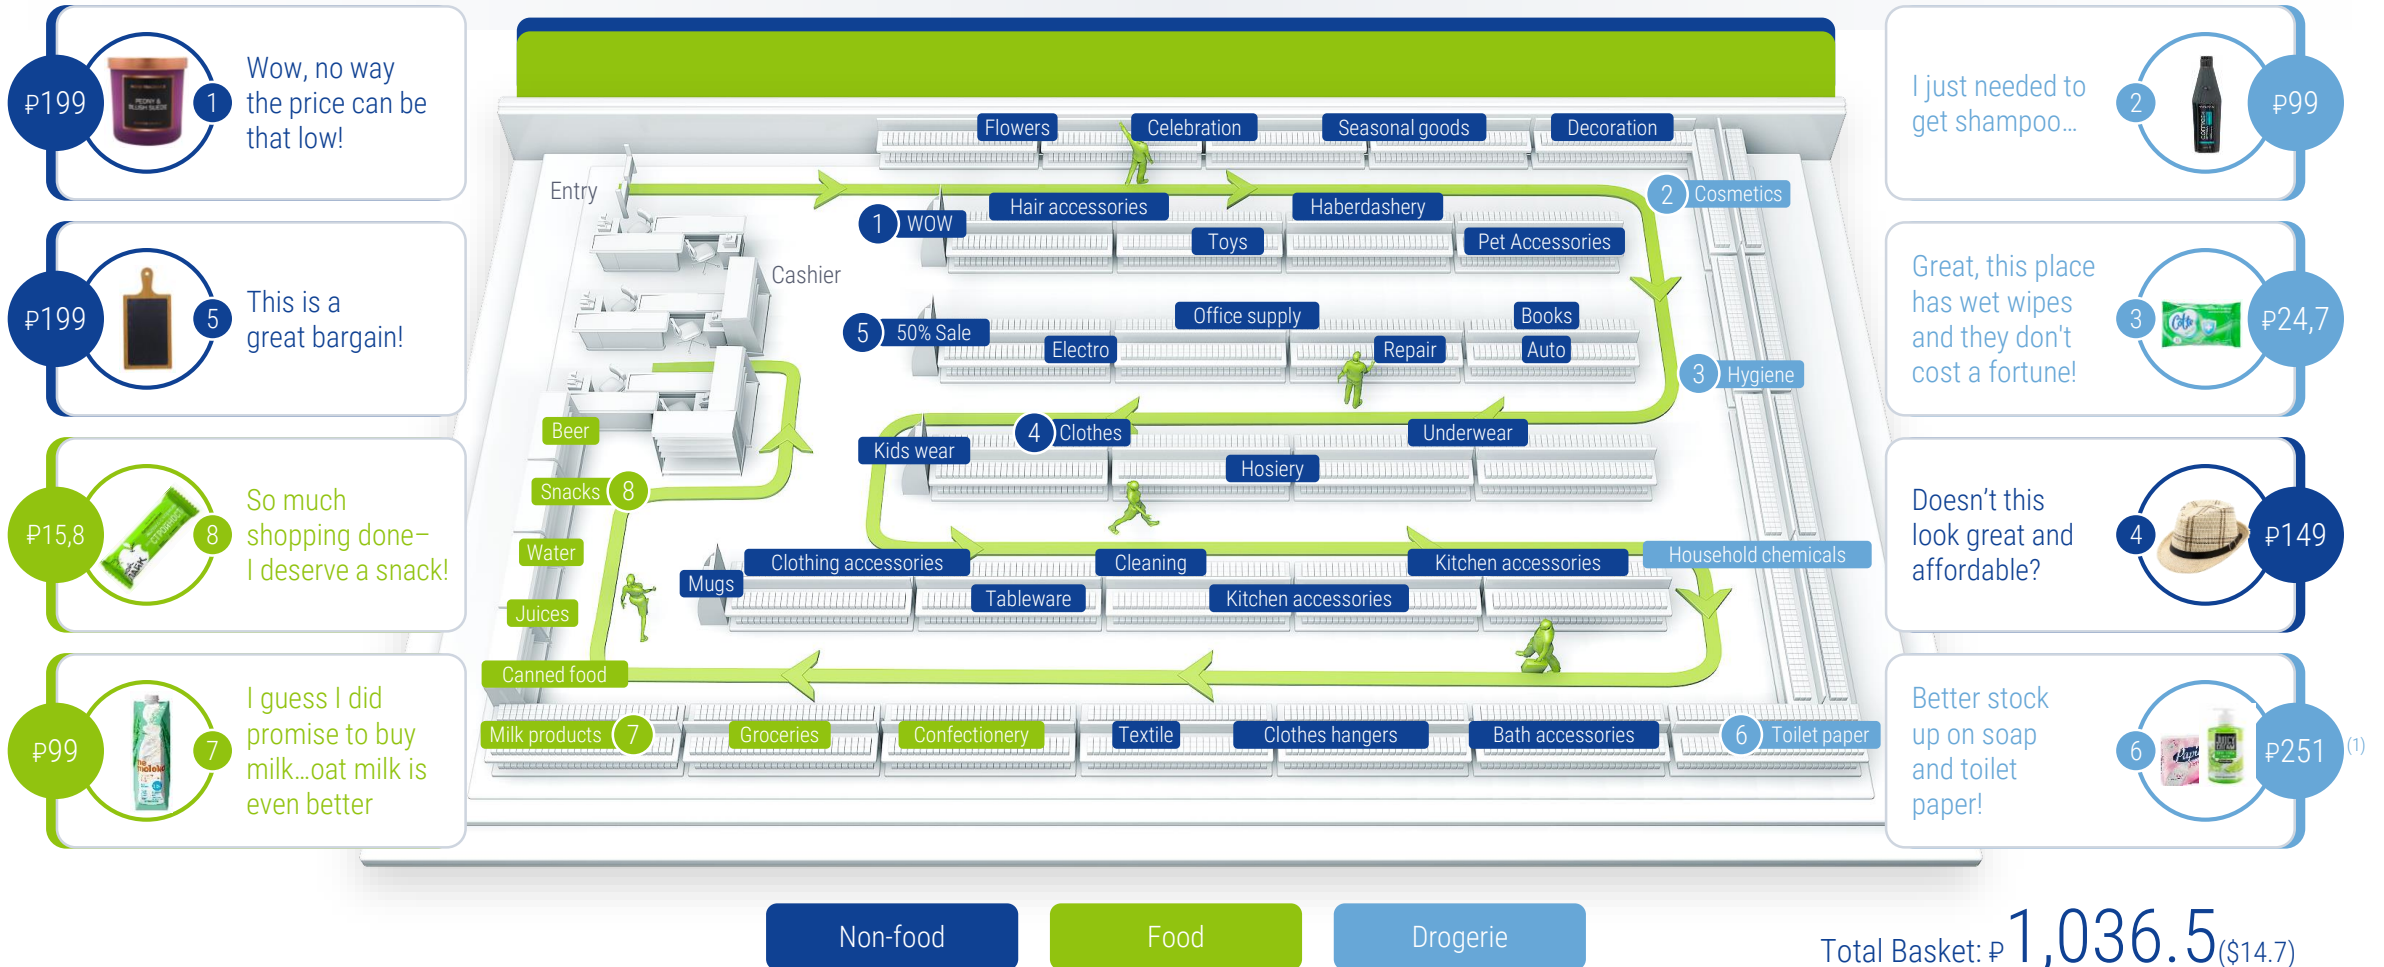 ₽199
1
Wow, no way
the price can be
that low!
₽199
5
This is a
great bargain!
₽15,8
8
So much
shopping done–
I deserve a snack!
₽99
7
I guess I did
promise to buy
milk...oat milk is
even better
Flowers
Celebration
Seasonal goods
Decoration
Entry
2 Cosmetics
Hair accessories
Haberdashery
1 WOW
Toys
Pet Accessories
Cashier
Office supply
Books
5 50% Sale
Electro
Repair
Auto
3 Hygiene
Beer
4 Clothes
Underwear
Kids wear
Hosiery
Snacks 8
Water
Household chemicals
Clothing accessories
Cleaning
Kitchen accessories
Mugs
Tableware
Kitchen accessories
Juices
Canned food
Milk products 7
Groceries
Confectionery
Textile
Clothes hangers
Bath accessories
6 Toilet paper
I just needed to
get shampoo...
2
₽99
Great, this place
has wet wipes
and they don't
cost a fortune!
3
₽24,7
Doesn’t this
look great and
affordable?
4
₽149
Better stock
up on soap
and toilet
paper!
6
₽251 (1)
Non-food
Food
Drogerie
Total Basket: ₽ 1,036.5 ($14.7)
PEONY &
BLUSH SUEDE